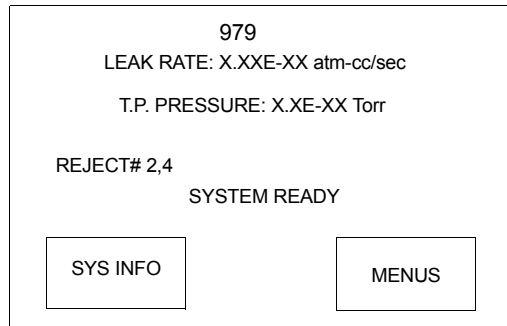 979
LEAK RATE: X.XXE-XX atm-cc/sec
T.P. PRESSURE: X.XE-XX Torr
REJECT# 2,4
SYSTEM READY
SYS INFO
MENUS